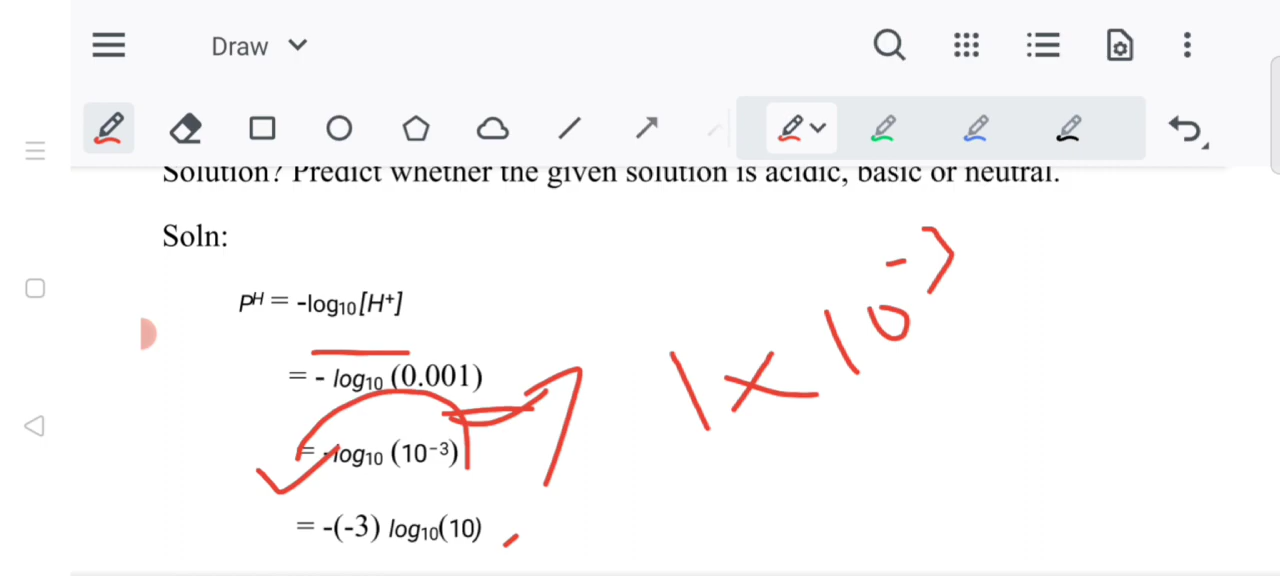 Draw
Solution? Predict whether the given solution is acidic, basic or neutral.
Soln:
Pᴴ = -log₁₀[H⁺]
= - log₁₀ (0.001)
= -log₁₀ (10⁻³)
= -(-3) log₁₀(10)
1 × 10